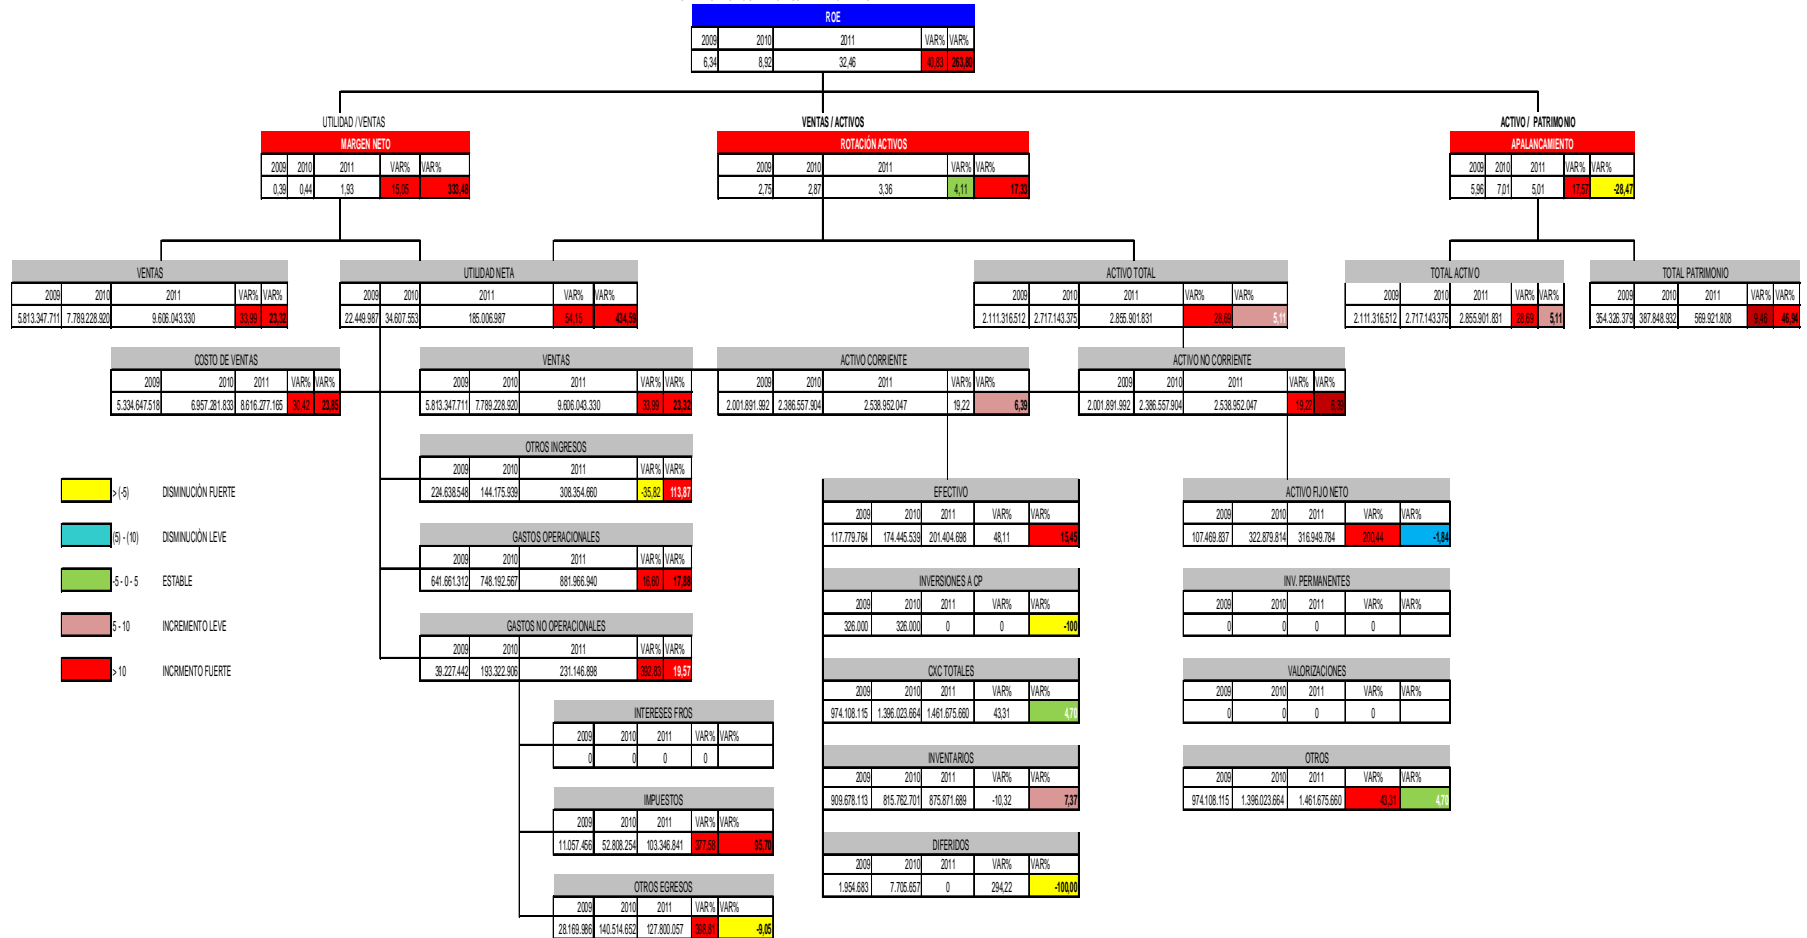 ROE
2009 2010 2011 VAR% VAR%
6,34 8,92 32,46 40,83 263,80
UTILIDAD / VENTAS
MARGEN NETO
2009 2010 2011 VAR% VAR%
0,39 0,44 1,93 15,05 333,48
VENTAS / ACTIVOS
ROTACIÓN ACTIVOS
2009 2010 2011 VAR% VAR%
2,75 2,87 3,36 4,11 17,33
ACTIVO / PATRIMONIO
APALANCAMIENTO
2009 2010 2011 VAR% VAR%
5,96 7,01 5,01 17,57 -28,47
VENTAS
2009 2010 2011 VAR% VAR%
5.813.347.711 7.789.228.920 9.606.043.330 33,99 23,32
UTILIDAD NETA
2009 2010 2011 VAR% VAR%
22.449.987 34.607.553 185.006.987 54,15 434,59
ACTIVO TOTAL
2009 2010 2011 VAR% VAR%
2.111.316.512 2.717.143.375 2.855.901.831 28,69 5,11
TOTAL ACTIVO
2009 2010 2011 VAR% VAR%
2.111.316.512 2.717.143.375 2.855.901.831 28,69 5,11
TOTAL PATRIMONIO
2009 2010 2011 VAR% VAR%
354.326.379 387.848.932 569.921.808 9,46 46,94
COSTO DE VENTAS
2009 2010 2011 VAR% VAR%
5.334.647.518 6.957.281.833 8.616.277.165 30,42 23,85
VENTAS
2009 2010 2011 VAR% VAR%
5.813.347.711 7.789.228.920 9.606.043.330 33,99 23,32
ACTIVO CORRIENTE
2009 2010 2011 VAR% VAR%
2.001.891.992 2.386.557.904 2.538.952.047 19,22 6,39
ACTIVO NO CORRIENTE
2009 2010 2011 VAR% VAR%
2.001.891.992 2.386.557.904 2.538.952.047 19,22 6,39
OTROS INGRESOS
2009 2010 2011 VAR% VAR%
224.638.548 144.175.939 308.354.660 -35,82 113,87
> (-5) DISMINUCIÒN FUERTE
(5) - (10) DISMINUCIÒN LEVE
-5 - 0 - 5 ESTABLE
5 - 10 INCREMENTO LEVE
> 10 INCRMENTO FUERTE
GASTOS OPERACIONALES
2009 2010 2011 VAR% VAR%
641.661.312 748.192.567 881.966.940 16,60 17,88
GASTOS NO OPERACIONALES
2009 2010 2011 VAR% VAR%
39.227.442 193.322.906 231.146.898 392,83 19,57
INTERESES FROS
2009 2010 2011 VAR% VAR%
0 0 0 0
IMPUESTOS
2009 2010 2011 VAR% VAR%
11.057.456 52.808.254 103.346.841 377,58 95,70
OTROS EGRESOS
2009 2010 2011 VAR% VAR%
28.169.986 140.514.652 127.800.057 398,81 -9,05
EFECTIVO
2009 2010 2011 VAR% VAR%
117.779.764 174.445.539 201.404.698 48,11 15,45
INVERSIONES A CP
2009 2010 2011 VAR% VAR%
326.000 326.000 0 0 -100
CXC TOTALES
2009 2010 2011 VAR% VAR%
974.108.115 1.396.023.664 1.461.675.660 43,31 4,70
INVENTARIOS
2009 2010 2011 VAR% VAR%
909.678.113 815.762.701 875.871.689 -10,32 7,37
DIFERIDOS
2009 2010 2011 VAR% VAR%
1.954.683 7.705.657 0 294,22 -100,00
ACTIVO FIJO NETO
2009 2010 2011 VAR% VAR%
107.469.837 322.879.814 316.949.784 200,44 -1,84
INV. PERMANENTES
2009 2010 2011 VAR% VAR%
0 0 0 0
VALORIZACIONES
2009 2010 2011 VAR% VAR%
0 0 0 0
OTROS
2009 2010 2011 VAR% VAR%
974.108.115 1.396.023.664 1.461.675.660 43,31 4,70